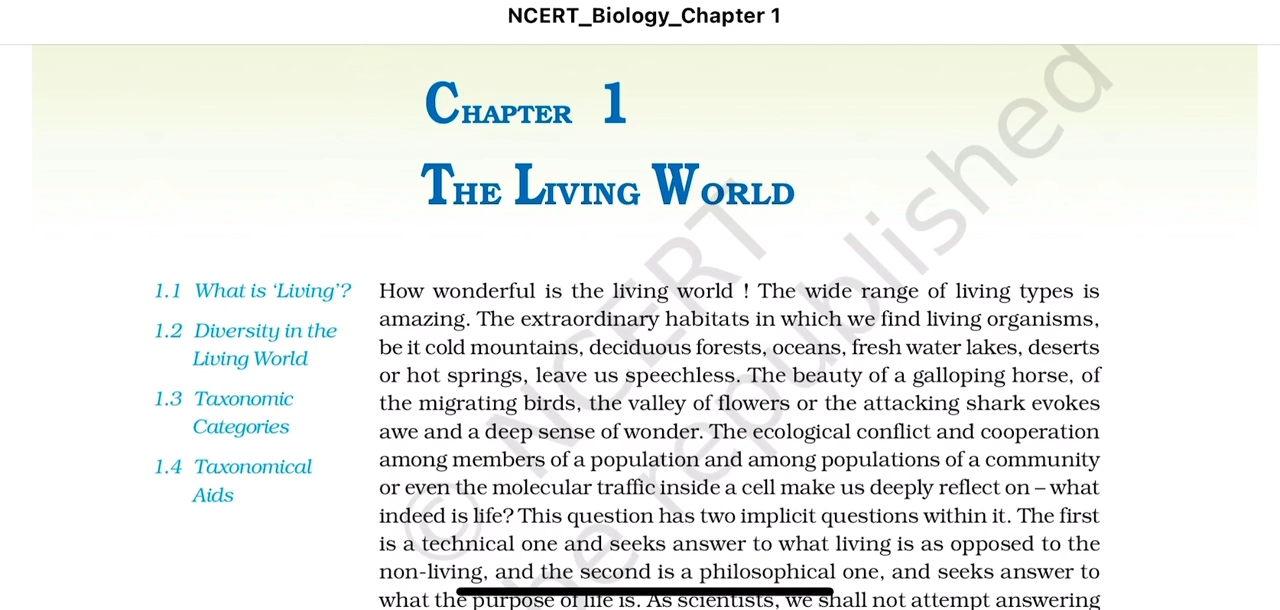 NCERT_Biology_Chapter 1
CHAPTER 1
THE LIVING WORLD
1.1 What is ‘Living’?
1.2 Diversity in the
Living World
1.3 Taxonomic
Categories
1.4 Taxonomical
Aids
How wonderful is the living world ! The wide range of living types is
amazing. The extraordinary habitats in which we find living organisms,
be it cold mountains, deciduous forests, oceans, fresh water lakes, deserts
or hot springs, leave us speechless. The beauty of a galloping horse, of
the migrating birds, the valley of flowers or the attacking shark evokes
awe and a deep sense of wonder. The ecological conflict and cooperation
among members of a population and among populations of a community
or even the molecular traffic inside a cell make us deeply reflect on – what
indeed is life? This question has two implicit questions within it. The first
is a technical one and seeks answer to what living is as opposed to the
non-living, and the second is a philosophical one, and seeks answer to
what the purpose of life is. As scientists, we shall not attempt answering
© NCERT
be republished